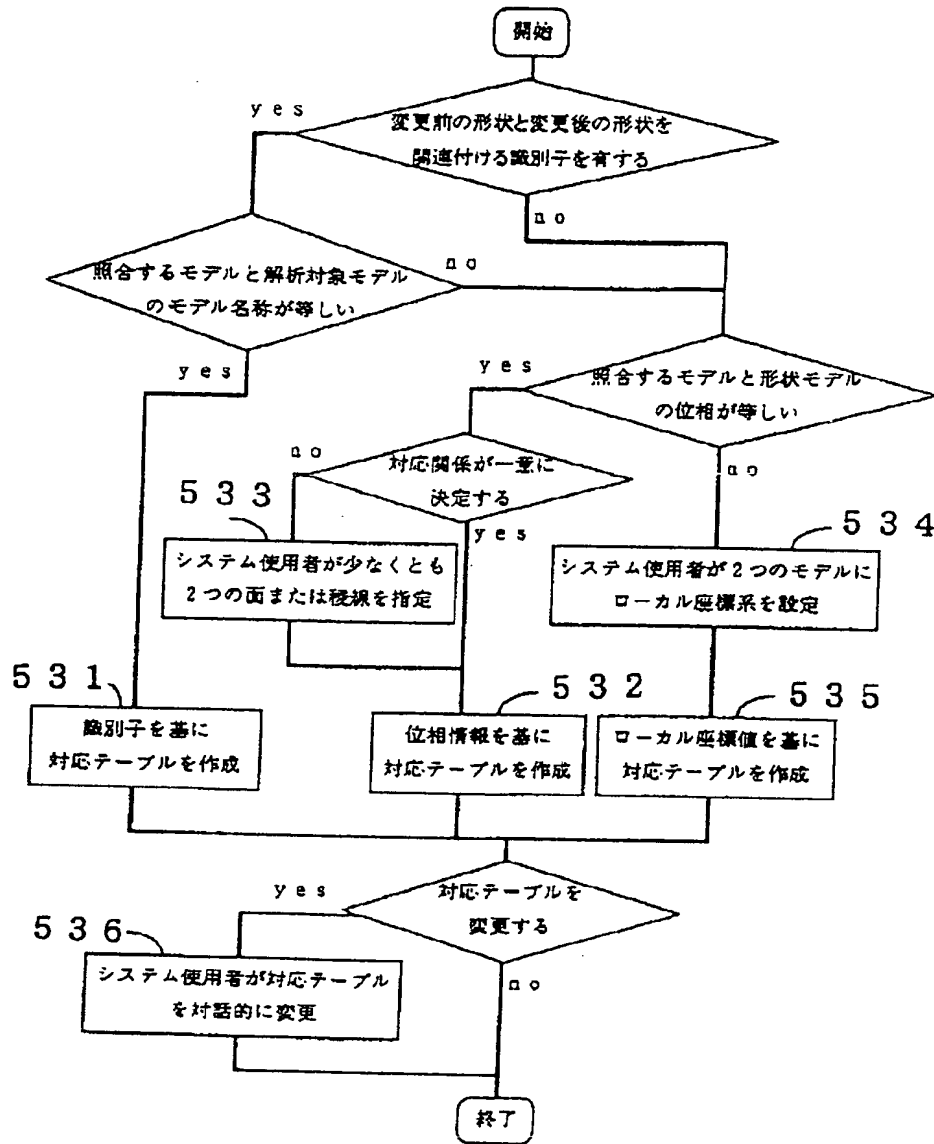 開始
yes
変更前の形状と変更後の形状を
関連付ける識別子を有する
no
照合するモデルと解析対象モデル
のモデル名称が等しい
no
yes
yes
照合するモデルと形状モデル
の位相が等しい
no
対応関係が一意に
決定する
no
yes
533
システム使用者が少なくとも
2つの面または稜線を指定
534
システム使用者が2つのモデルに
ローカル座標系を設定
531
識別子を基に
対応テーブルを作成
532
位相情報を基に
対応テーブルを作成
535
ローカル座標値を基に
対応テーブルを作成
yes
対応テーブルを
変更する
536
no
システム使用者が対応テーブル
を対話的に変更
終了